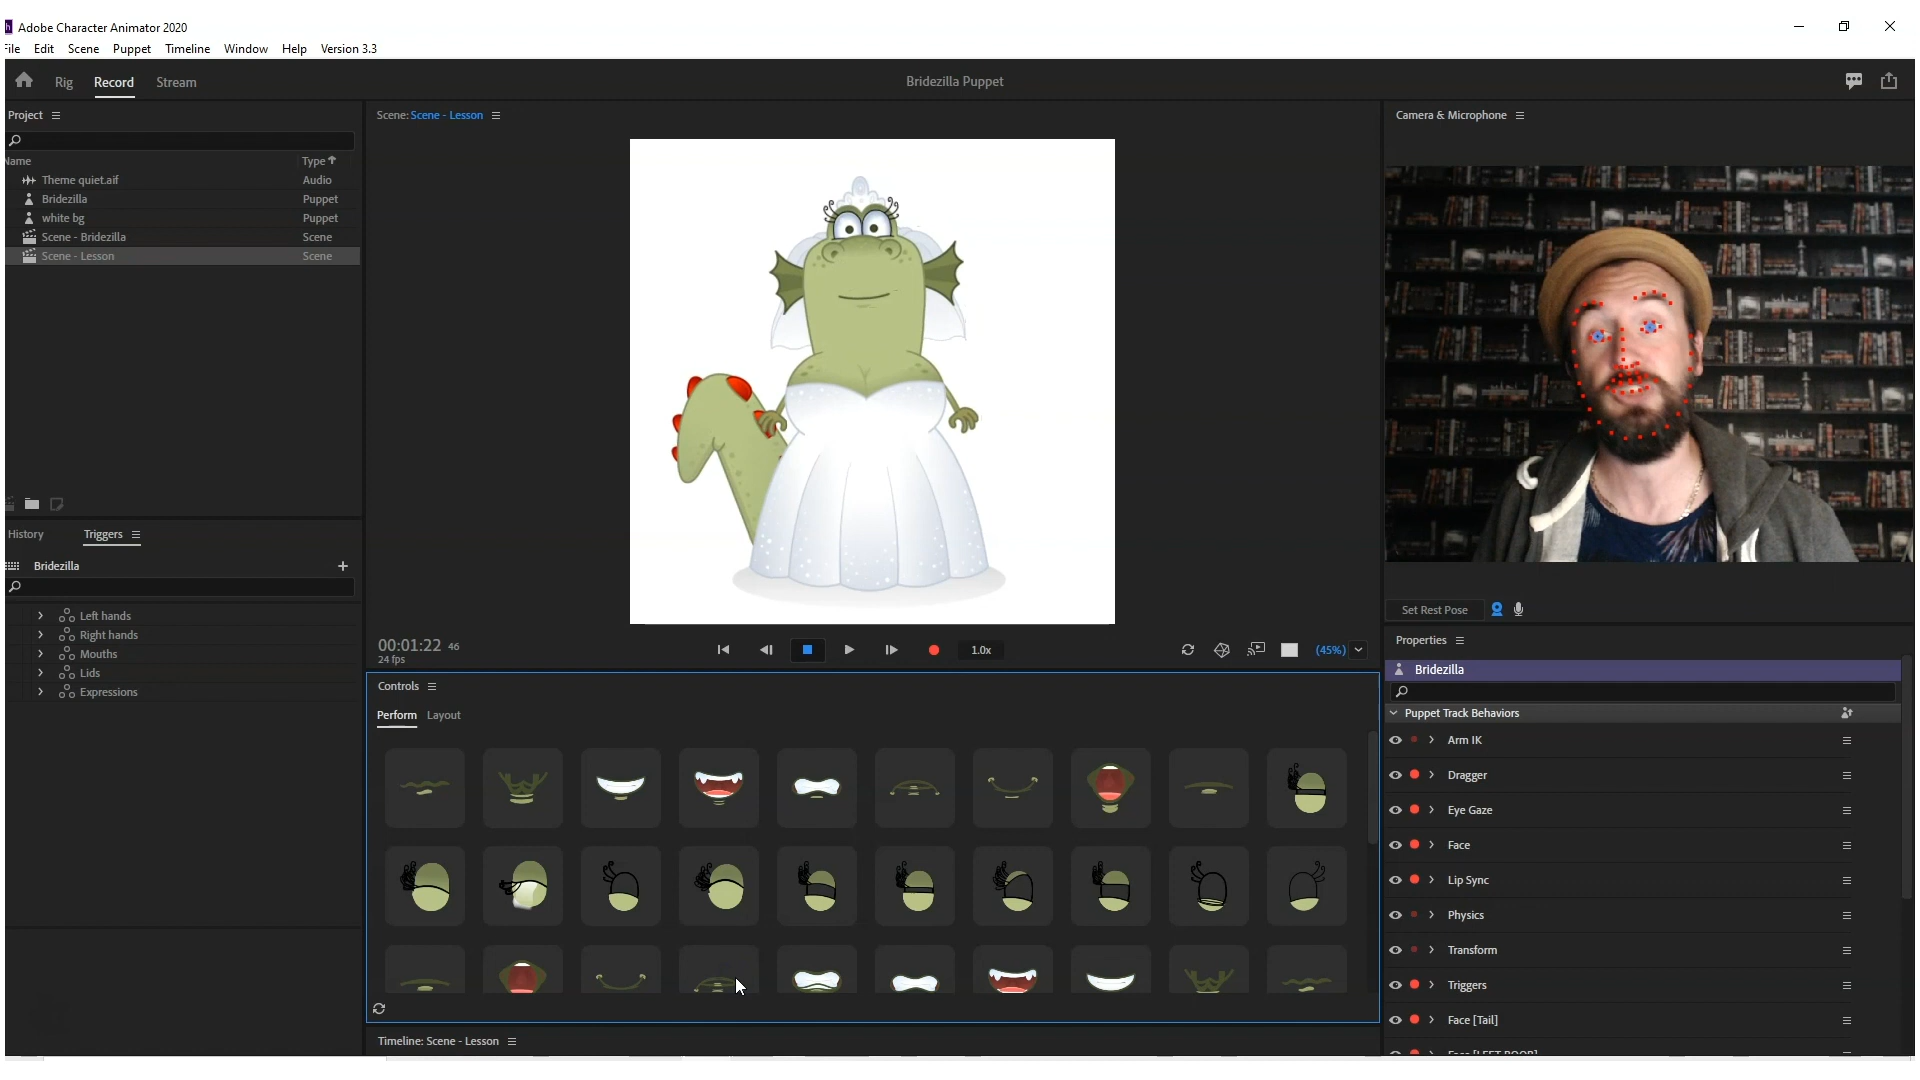 Adobe Character Animator 2020
File Edit Scene Puppet Timeline Window Help Version 3.3
Rig Record Stream
Bridezilla Puppet
Project
Name Type
Theme quiet.aif Audio
Bridezilla Puppet
white bg Puppet
Scene - Bridezilla Scene
Scene - Lesson Scene
History Triggers
Bridezilla
Left hands
Right hands
Mouths
Lids
Expressions
Scene: Scene - Lesson
00:01:22 46
24 fps
1.0x
(45%)
Controls
Perform Layout
Timeline: Scene - Lesson
Camera & Microphone
Set Rest Pose
Properties
Bridezilla
Puppet Track Behaviors
Arm IK
Dragger
Eye Gaze
Face
Lip Sync
Physics
Transform
Triggers
Face [Tail]